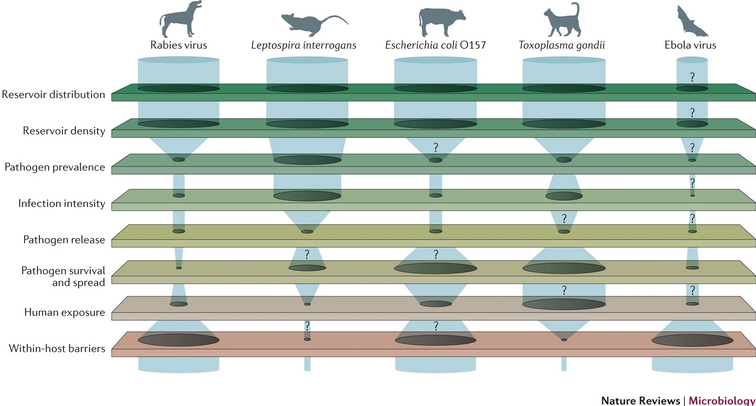 Rabies virus
Leptospira interrogans
Escherichia coli O157
Toxoplasma gondii
Ebola virus
?
Reservoir distribution
?
Reservoir density
? ?
Pathogen prevalence
?
Infection intensity
? ?
Pathogen release
? ?
Pathogen survival
and spread
? ?
Human exposure
? ?
Within-host barriers
Nature Reviews | Microbiology